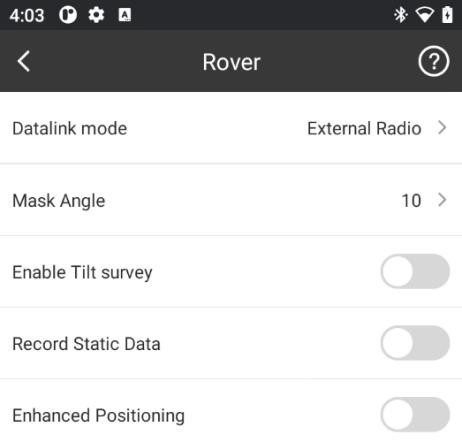 4:03
Rover
Datalink mode External Radio
Mask Angle 10
Enable Tilt survey
Record Static Data
Enhanced Positioning